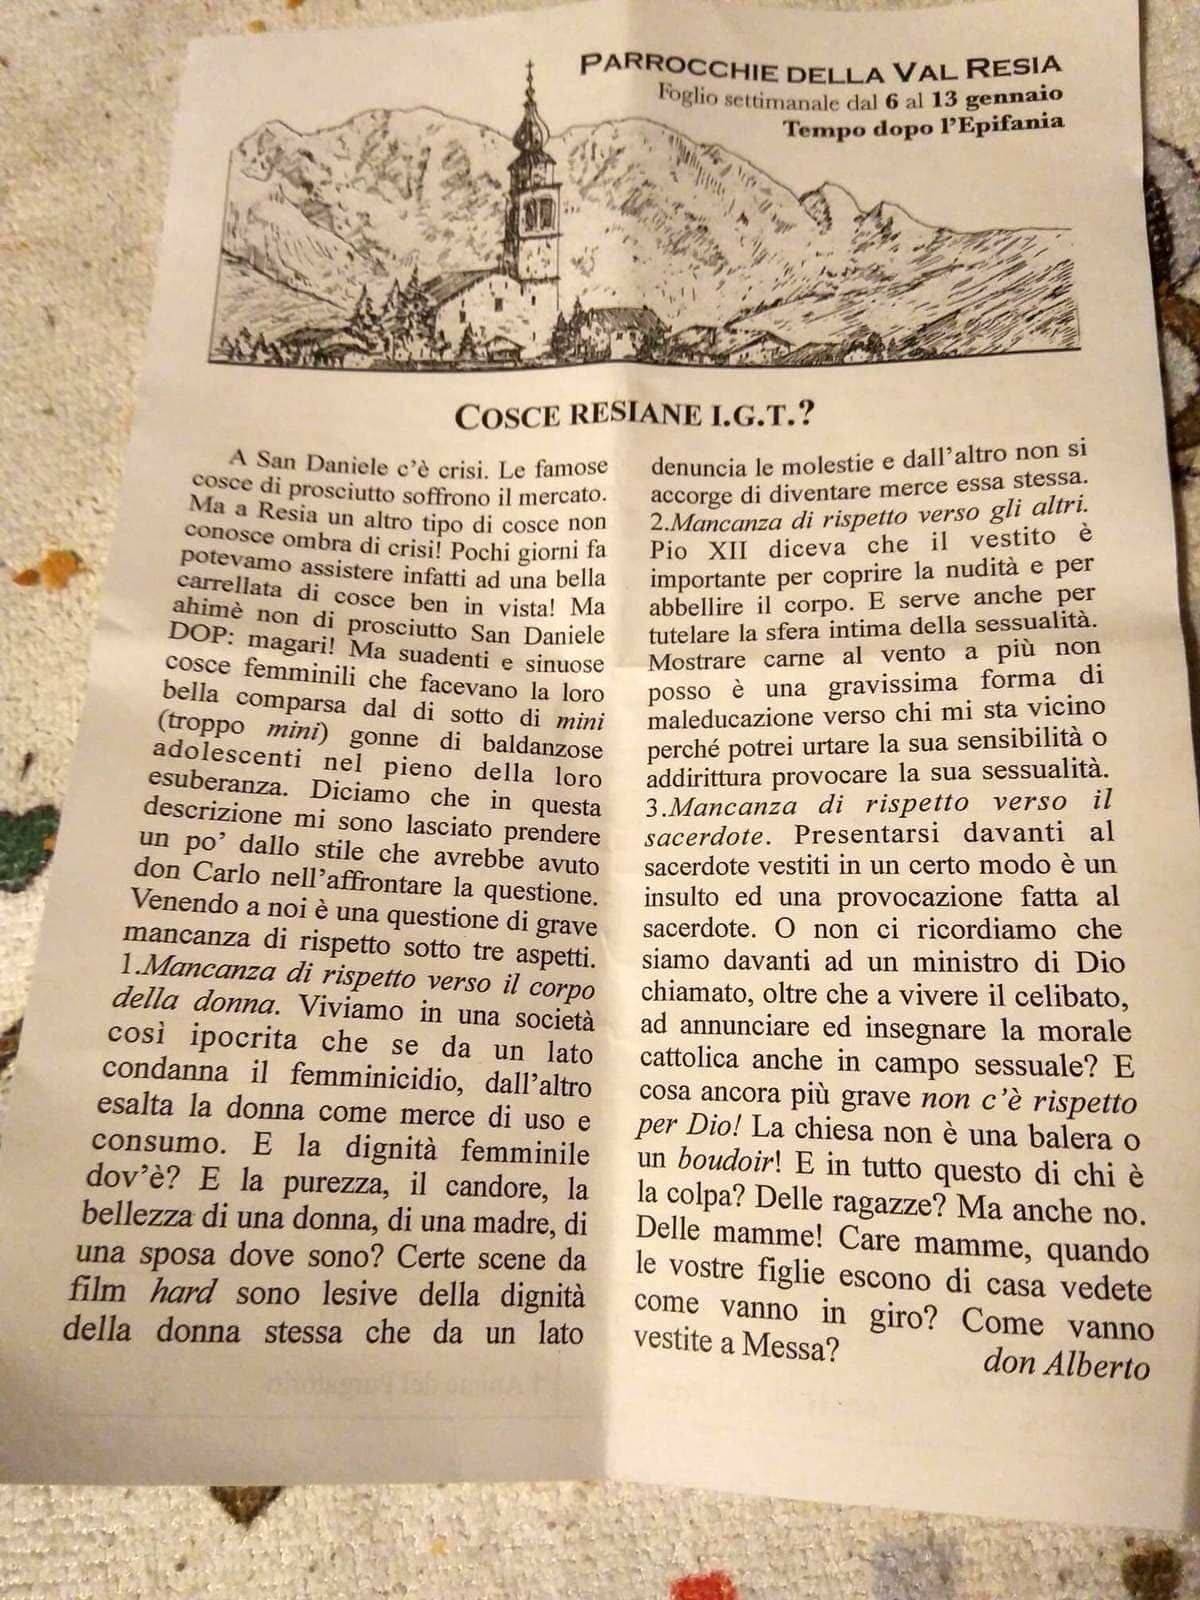 PARROCCHIE DELLA VAL RESIA
Foglio settimanale dal 6 al 13 gennaio
Tempo dopo l'Epifania
COSCE RESIANE I.G.T.?
A San Daniele c'è crisi. Le famose
cosce di prosciutto soffrono il mercato.
Ma a Resia un altro tipo di cosce non
conosce ombra di crisi! Pochi giorni fa
potevamo assistere infatti ad una bella
carrellata di cosce ben in vista! Ma
ahimè non di prosciutto San Daniele
DOP: magari! Ma suadenti e sinuose
cosce femminili che facevano la loro
bella comparsa dal di sotto di mini
(troppo mini) gonne di baldanzose
adolescenti nel pieno della loro
esuberanza. Diciamo che in questa
descrizione mi sono lasciato prendere
un po' dallo stile che avrebbe avuto
don Carlo nell'affrontare la questione.
Venendo a noi è una questione di grave
mancanza di rispetto sotto tre aspetti.
1.Mancanza di rispetto verso il corpo
della donna. Viviamo in una società
così ipocrita che se da un lato
condanna il femminicidio, dall'altro
esalta la donna come merce di uso e
consumo. E la dignità femminile
dov'è? E la purezza, il candore, la
bellezza di una donna, di una madre, di
una sposa dove sono? Certe scene da
film hard sono lesive della dignità
della donna stessa che da un lato
denuncia le molestie e dall'altro non si
accorge di diventare merce essa stessa.
2.Mancanza di rispetto verso gli altri.
Pio XII diceva che il vestito è
importante per coprire la nudità e per
abbellire il corpo. E serve anche per
tutelare la sfera intima della sessualità.
Mostrare carne al vento a più non
posso è una gravissima forma di
maleducazione verso chi mi sta vicino
perché potrei urtare la sua sensibilità o
addirittura provocare la sua sessualità.
3.Mancanza di rispetto verso il
sacerdote. Presentarsi davanti al
sacerdote vestiti in un certo modo è un
insulto ed una provocazione fatta al
sacerdote. O non ci ricordiamo che
siamo davanti ad un ministro di Dio
chiamato, oltre che a vivere il celibato,
ad annunciare ed insegnare la morale
cattolica anche in campo sessuale? E
cosa ancora più grave non c'è rispetto
per Dio! La chiesa non è una balera o
un boudoir! E in tutto questo di chi è
la colpa? Delle ragazze? Ma anche no.
Delle mamme! Care mamme, quando
le vostre figlie escono di casa vedete
come vanno in giro? Come vanno
vestite a Messa?
don Alberto